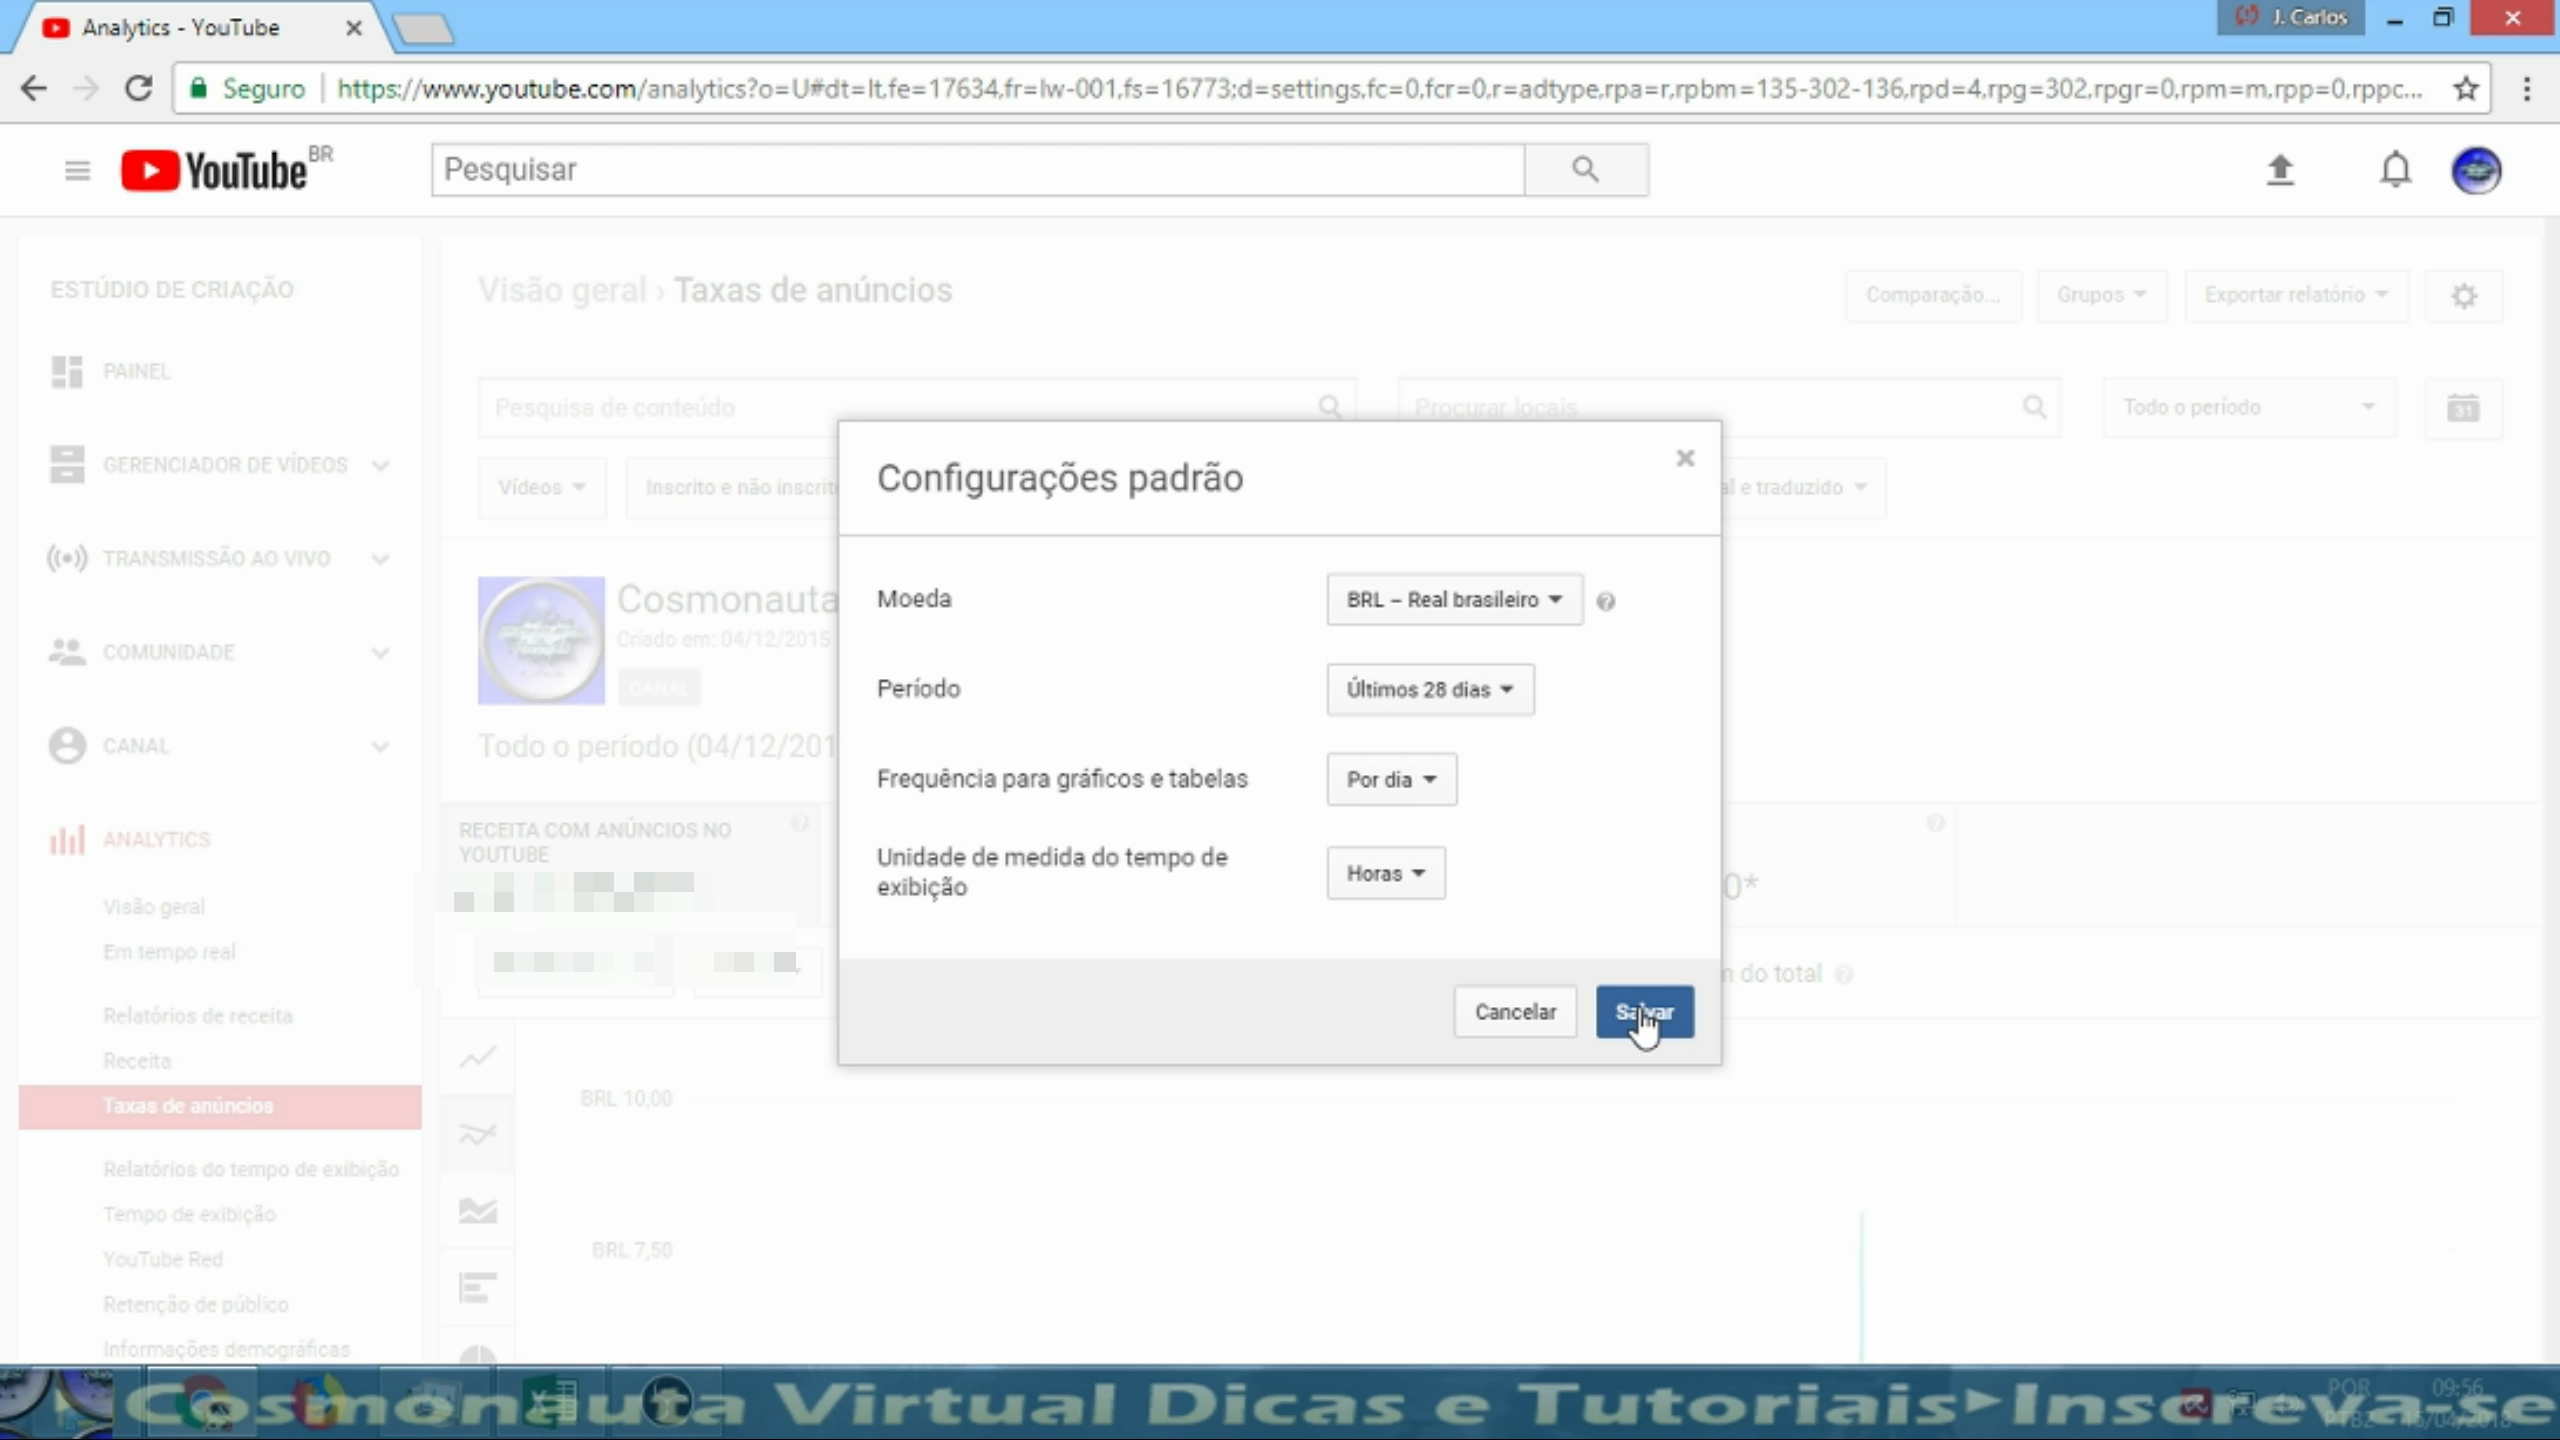 Analytics - YouTube
J. Carlos
Seguro
https://www.youtube.com/analytics?o=U#dt=lt,fe=17634,fr=lw-001,fs=16773;d=settings,fc=0,fcr=0,r=adtype,rpa=r,rpbm=135-302-136,rpd=4,rpg=302,rpgr=0,rpm=m,rpp=0,rppc...
YouTube BR
Pesquisar
ESTÚDIO DE CRIAÇÃO
PAINEL
GERENCIADOR DE VÍDEOS
TRANSMISSÃO AO VIVO
COMUNIDADE
CANAL
ANALYTICS
Visão geral
Em tempo real
Relatórios de receita
Receita
Taxas de anúncios
Relatórios do tempo de exibição
Tempo de exibição
YouTube Red
Retenção de público
Informações demográficas
Visão geral › Taxas de anúncios
Comparação...
Grupos
Exportar relatório
Pesquisa de conteúdo
Procurar locais
Todo o período
31
Vídeos
Inscrito e não inscrit
al e traduzido
Cosmonauta
Criado em: 04/12/2015
CANAL
Todo o período (04/12/201
RECEITA COM ANÚNCIOS NO
YOUTUBE
0*
do total
BRL 10,00
BRL 7,50
Configurações padrão
Moeda
BRL – Real brasileiro
Período
Últimos 28 dias
Frequência para gráficos e tabelas
Por dia
Unidade de medida do tempo de
exibição
Horas
Cancelar
Salvar
Cosmonauta Virtual Dicas e Tutoriais►Inscreva-se
POR
09:56